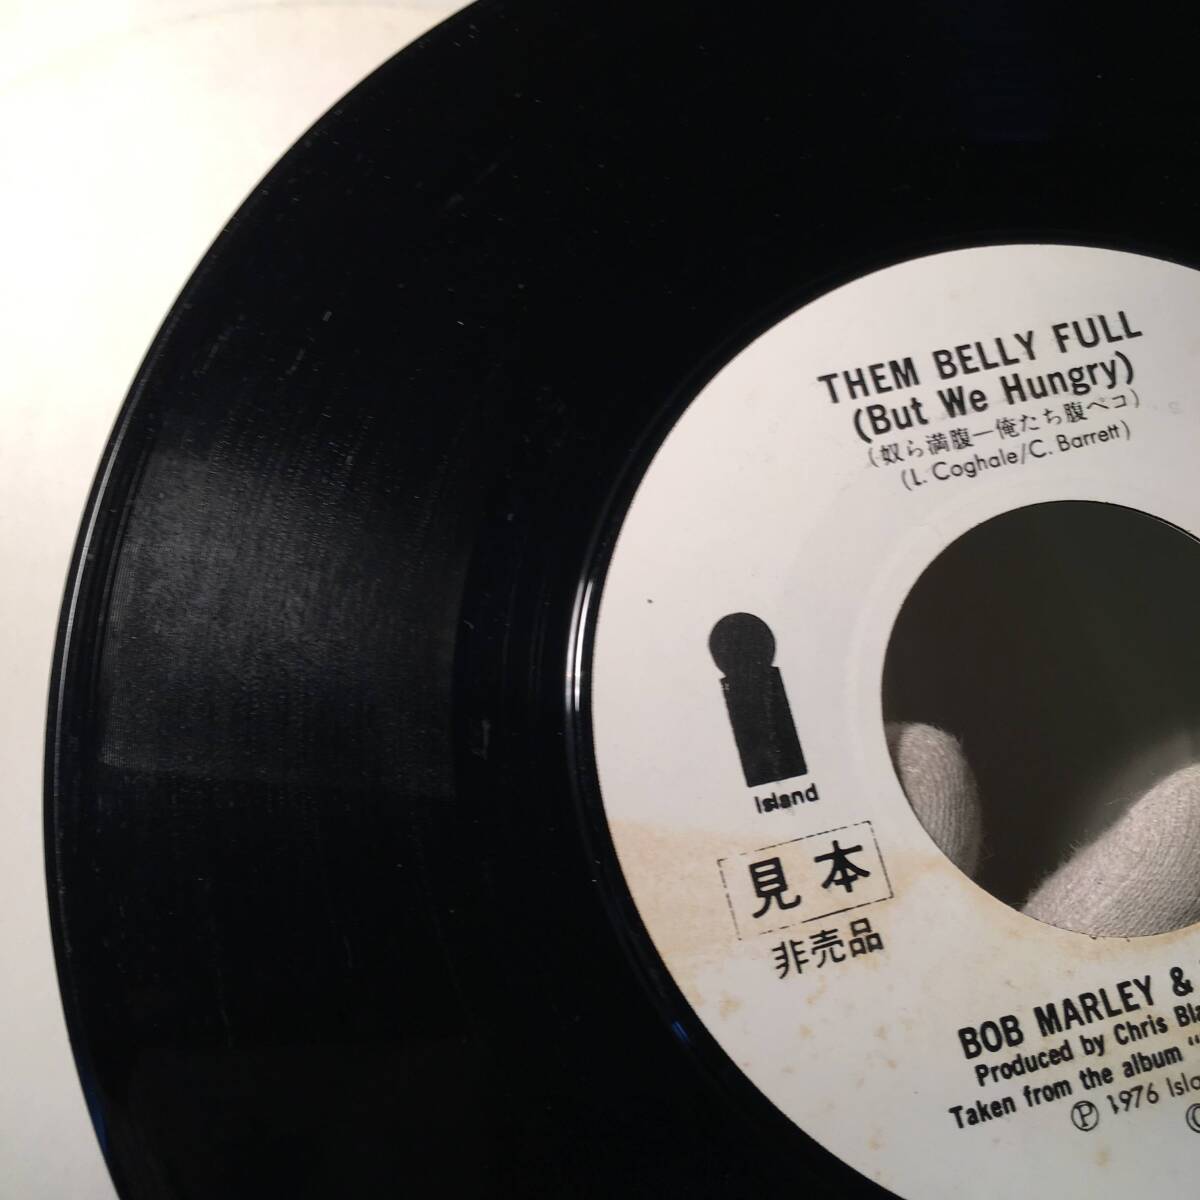 THEM BELLY FULL
(But We Hungry)
(奴ら満腹ー俺たち腹ペコ)
(L. Coghale/C. Barrett)
Island
見本
非売品
BOB MARLEY &
Produced by Chris Bla
Taken from the album "
Ⓟ 1976 Isla